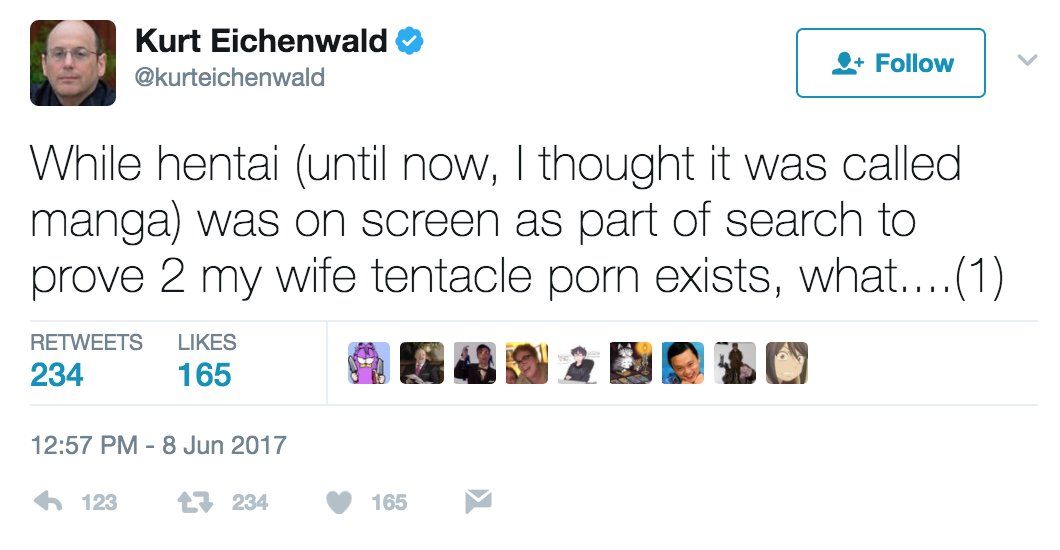 Kurt Eichenwald
@kurteichenwald
Follow
While hentai (until now, I thought it was called
manga) was on screen as part of search to
prove 2 my wife tentacle porn exists, what....(1)
RETWEETS LIKES
234 165
12:57 PM - 8 Jun 2017
123 234 165